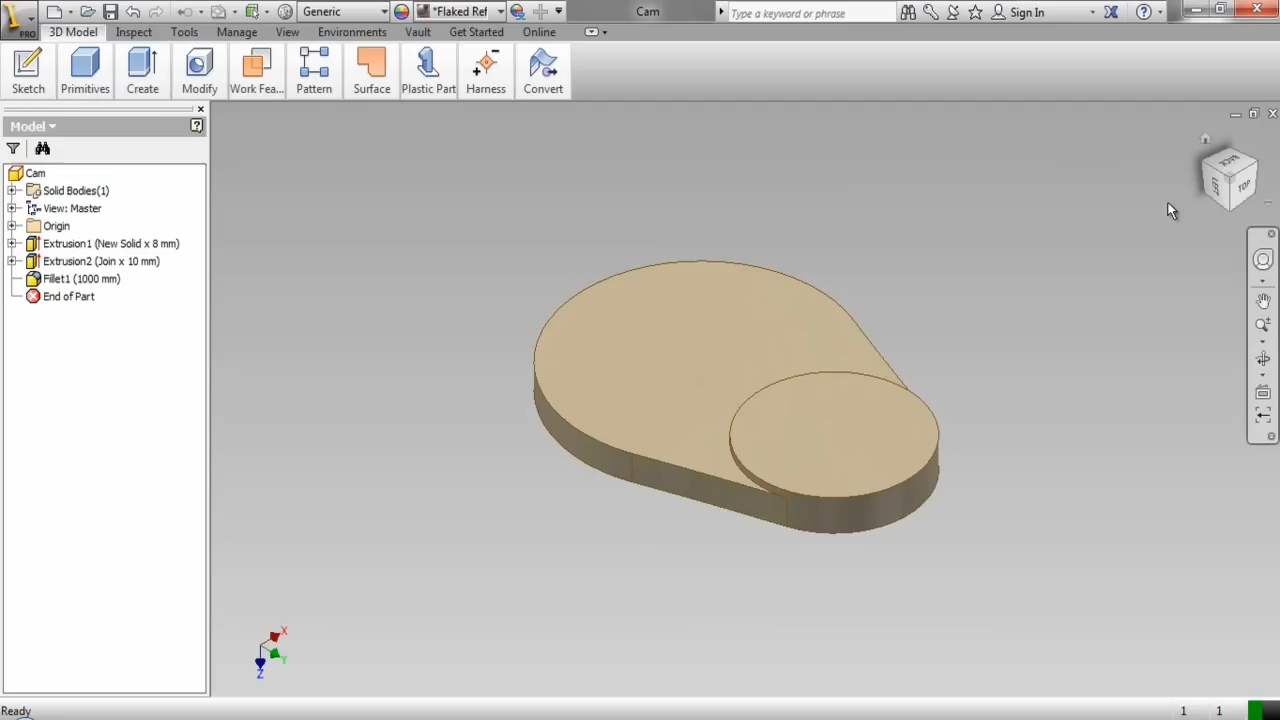 PRO
Generic
*Flaked Ref
Cam
Type a keyword or phrase
Sign In
3D Model
Inspect
Tools
Manage
View
Environments
Vault
Get Started
Online
Sketch
Primitives
Create
Modify
Work Fea...
Pattern
Surface
Plastic Part
Harness
Convert
Model
Cam
Solid Bodies(1)
View: Master
Origin
Extrusion1 (New Solid x 8 mm)
Extrusion2 (Join x 10 mm)
Fillet1 (1000 mm)
End of Part
TOP
X
Y
Z
Ready
1
1